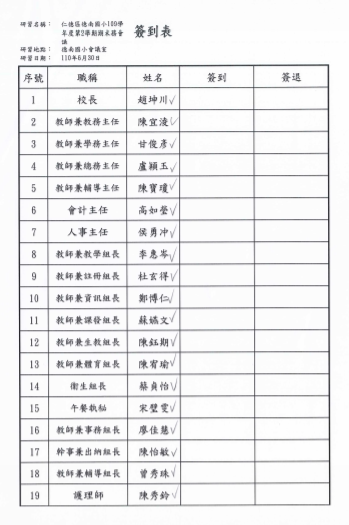 研習名稱： 仁德區德南國小109學
簽到表
年度第2學期期末務會
議
研習地點： 德南國小會議室
研習日期： 110年6月30日
序號 職稱 姓名 簽到 簽退
1 校長 趙坤川✓
2 教師兼教務主任 陳宜淩✓
3 教師兼學務主任 甘俊彥✓
4 教師兼總務主任 盧穎玉✓
5 教師兼輔導主任 陳寶瓊✓
6 會計主任 高如瑩✓
7 人事主任 侯勇冲✓
8 教師兼教學組長 李惠岑✓
9 教師兼註冊組長 杜玄得✓
10 教師兼資訊組長 鄭博仁✓
11 教師兼課發組長 蘇嬿文✓
12 教師兼生教組長 陳鈺期✓
13 教師兼體育組長 陳宥瑜✓
14 衛生組長 蔡貞怡✓
15 午餐執秘 宋璧雯✓
16 教師兼事務組長 廖佳慧✓
17 幹事兼出納組長 陳怡敏✓
18 教師兼輔導組長 曾秀珠✓
19 護理師 陳秀鈴✓